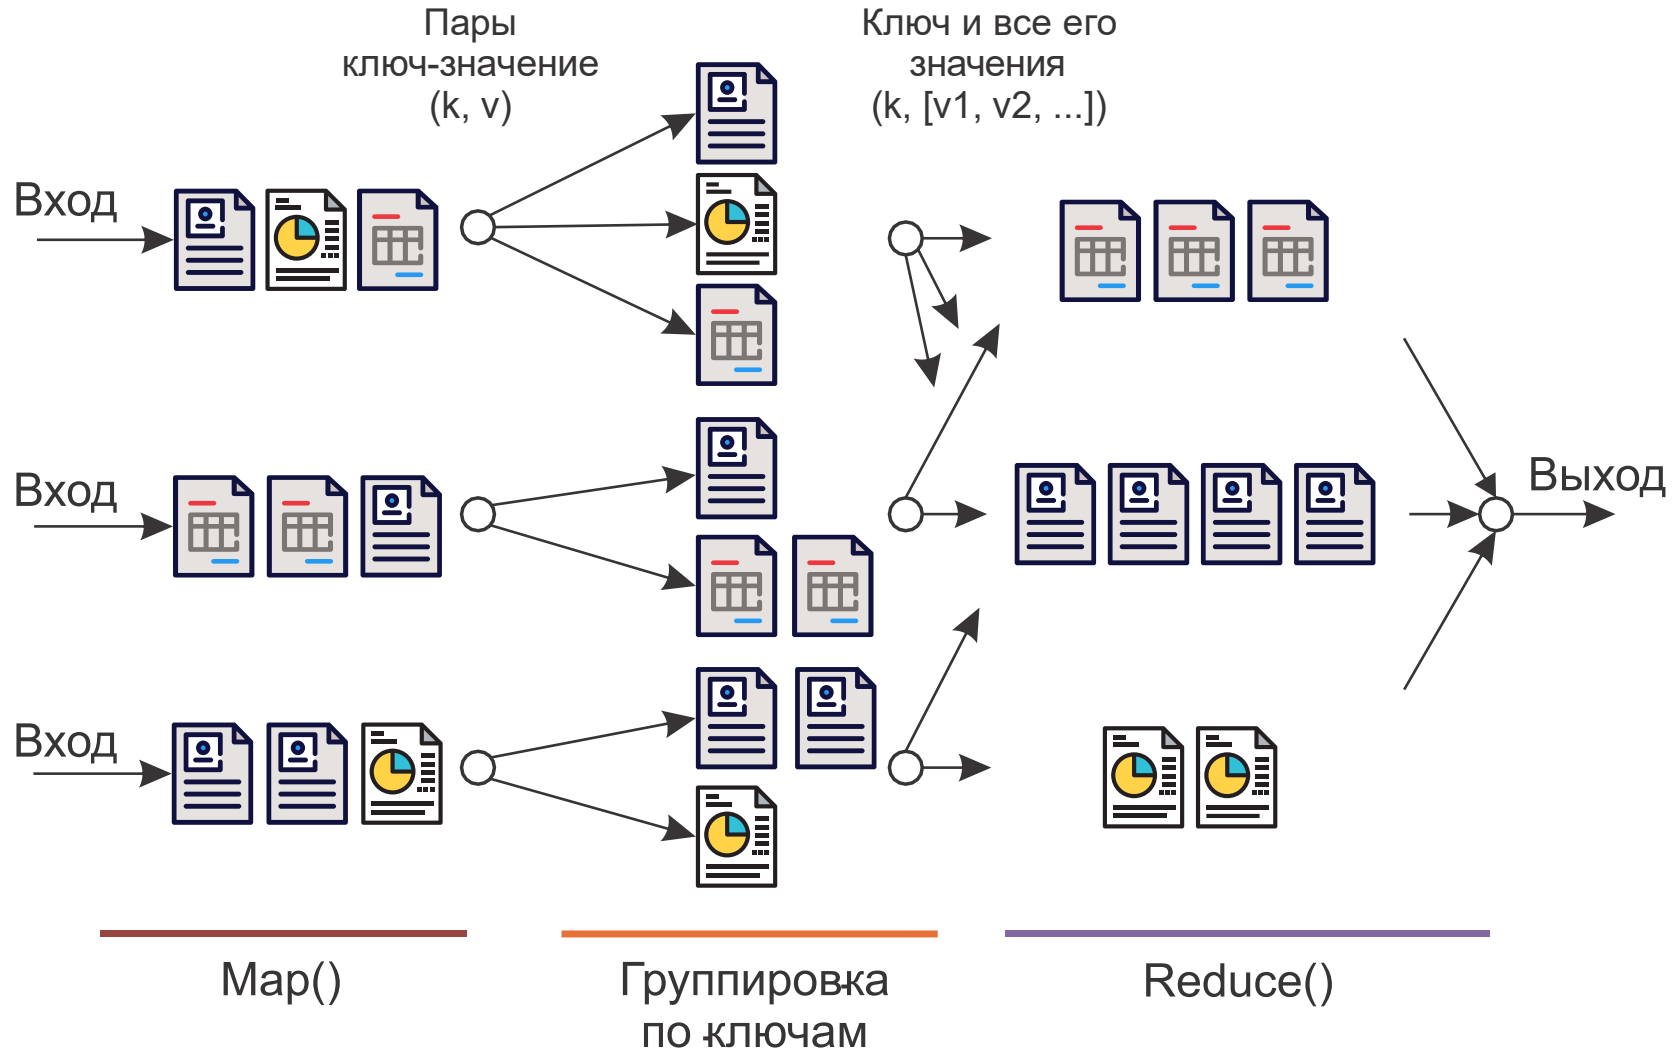 Пары
ключ-значение
(k, v)
Ключ и все его
значения
(k, [v1, v2, ...])
Вход
Вход
Выход
Вход
Map()
Группировка
по ключам
Reduce()